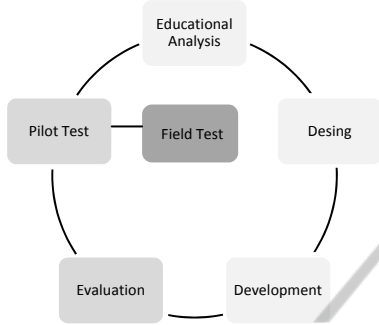 Educational
Analysis
Pilot Test
Field Test
Desing
Evaluation
Development